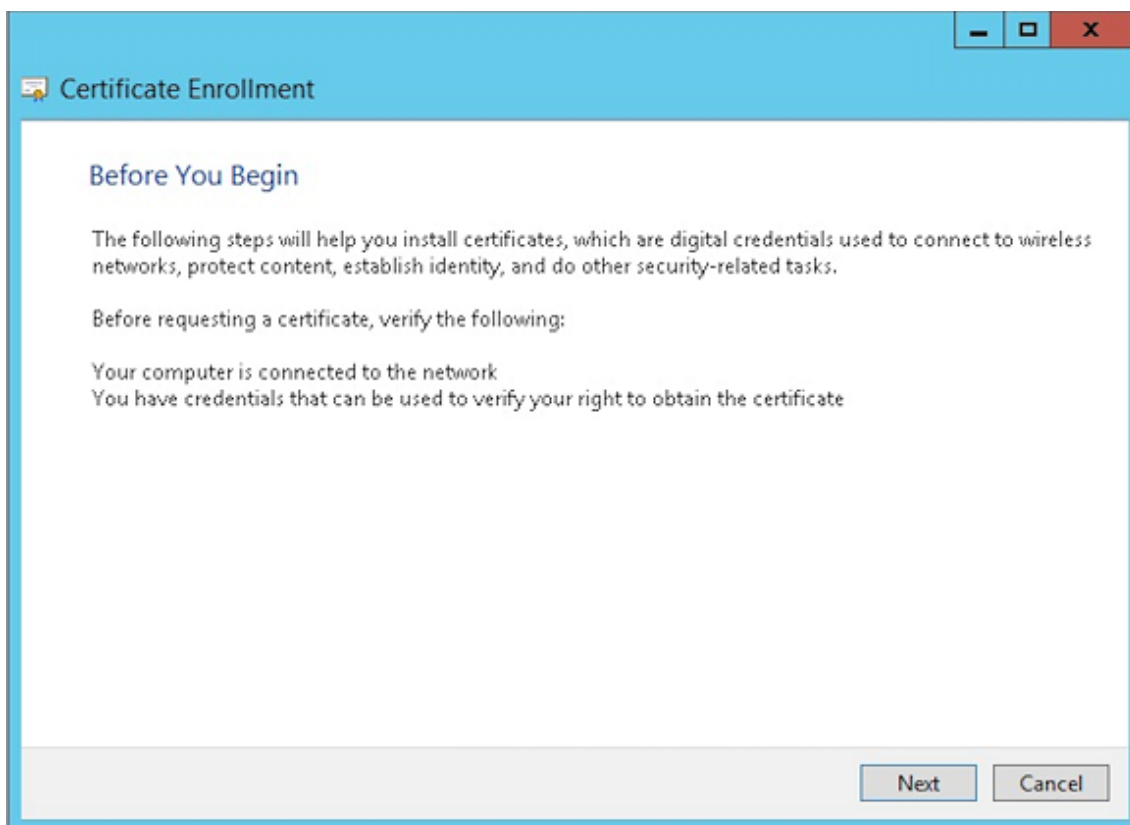 Certificate Enrollment
Before You Begin
The following steps will help you install certificates, which are digital credentials used to connect to wireless
networks, protect content, establish identity, and do other security-related tasks.
Before requesting a certificate, verify the following:
Your computer is connected to the network
You have credentials that can be used to verify your right to obtain the certificate
Next
Cancel